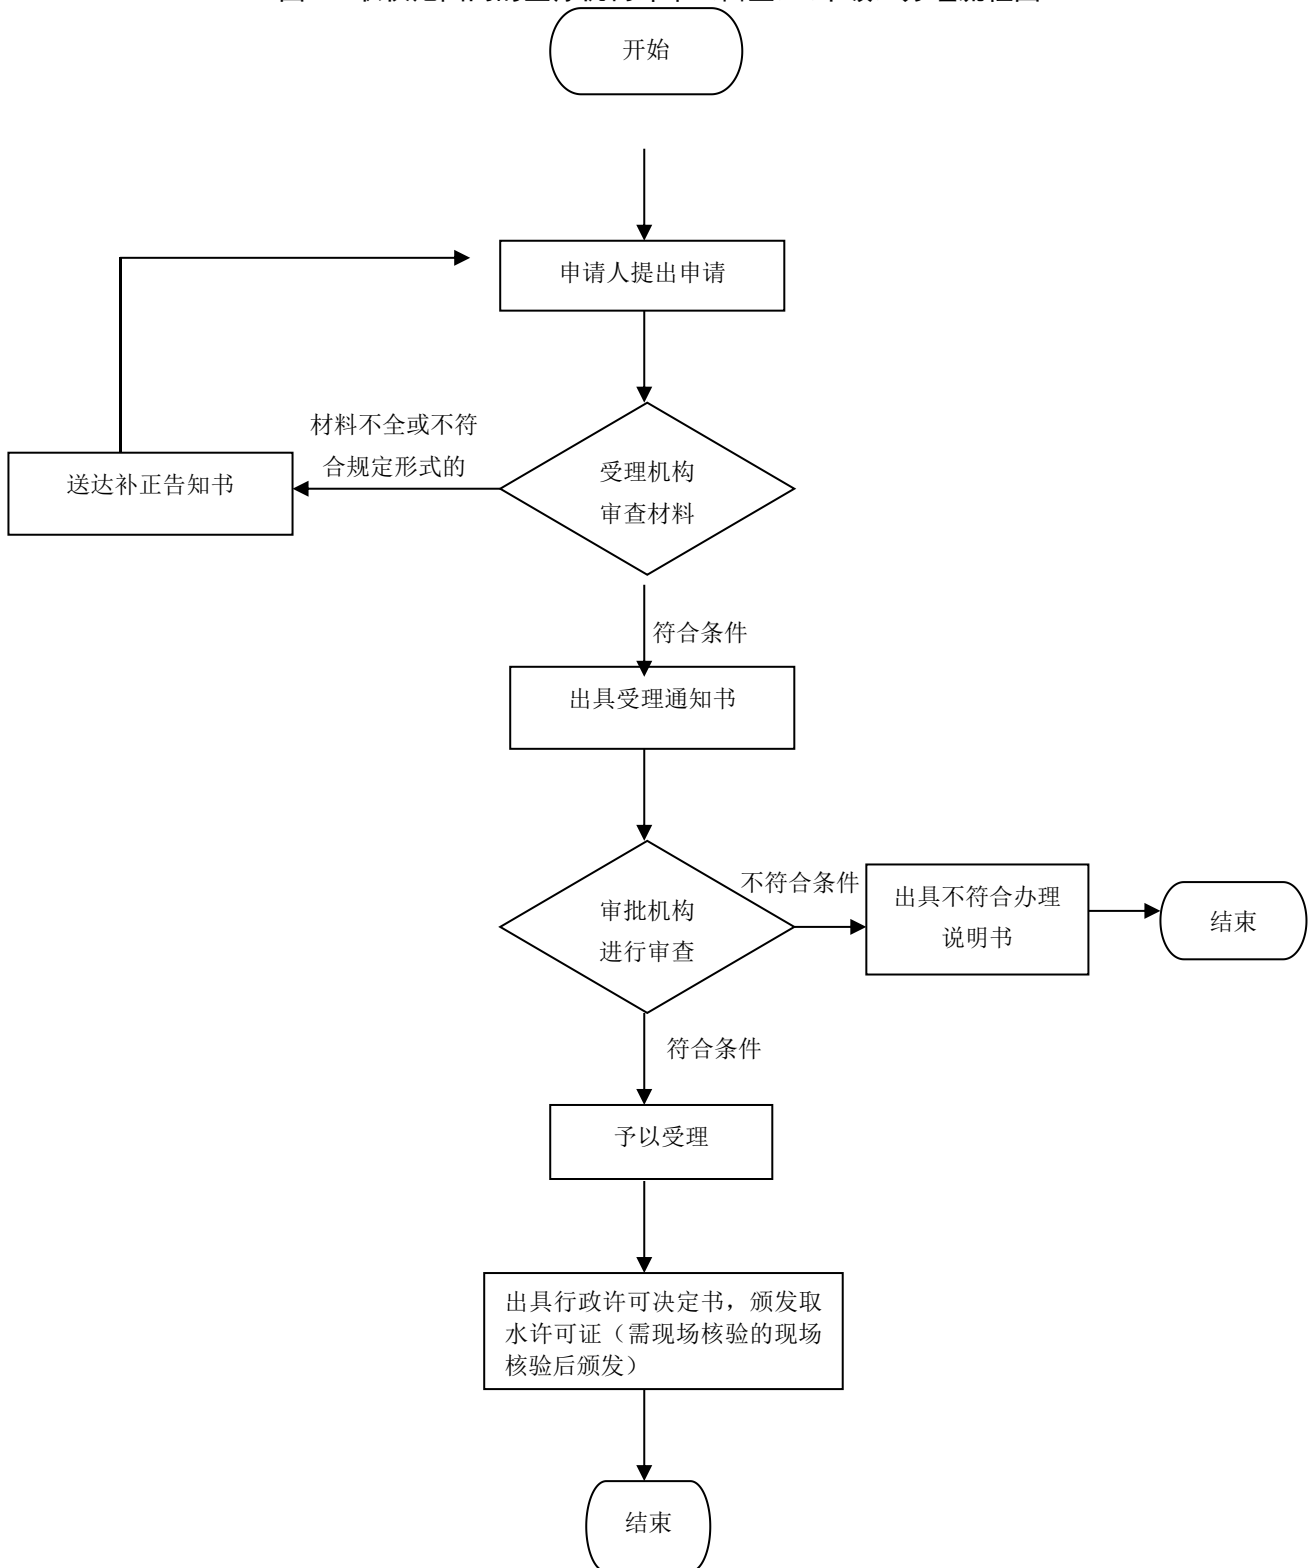 开始
申请人提出申请
材料不全或不符
合规定形式的
送达补正告知书
受理机构
审查材料
符合条件
出具受理通知书
审批机构
进行审查
不符合条件
出具不符合办理
说明书
结束
符合条件
予以受理
出具行政许可决定书，颁发取
水许可证（需现场核验的现场
核验后颁发）
结束